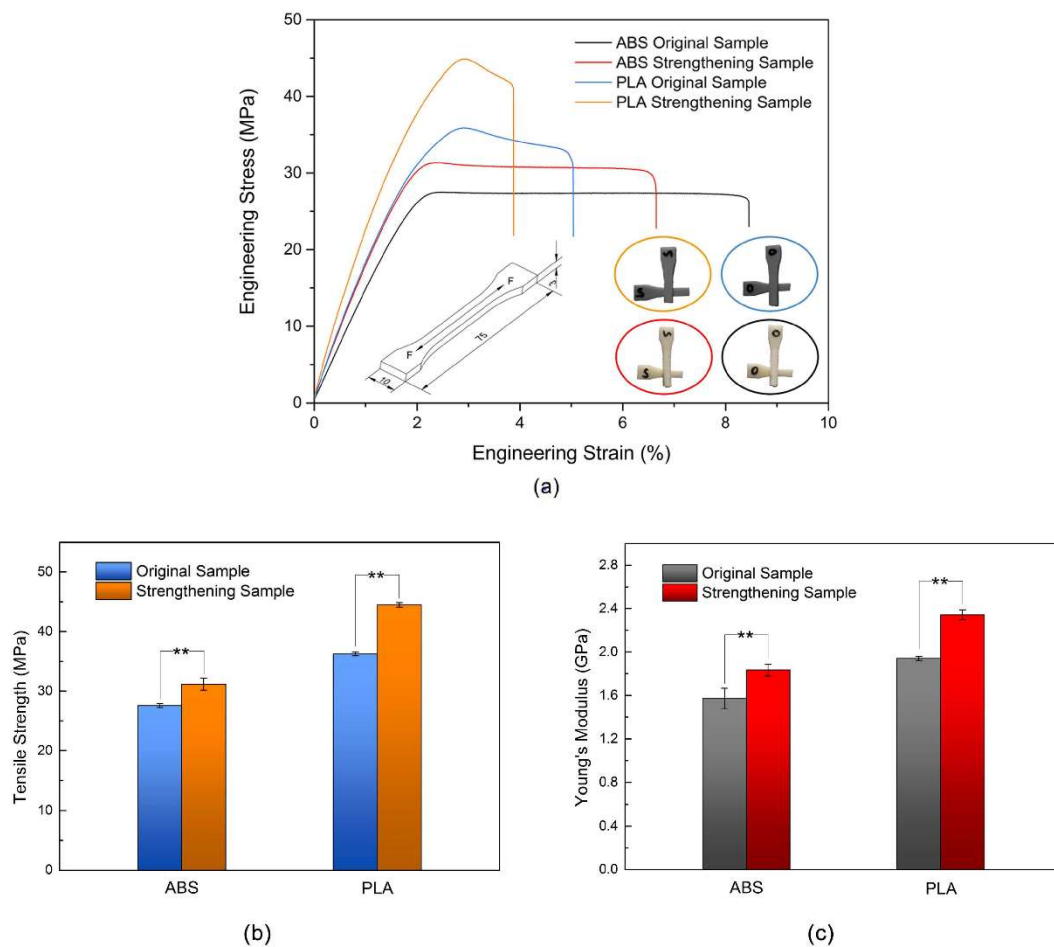 50
40
30
20
10
0
Engineering Stress (MPa)
ABS Original Sample
ABS Strengthening Sample
PLA Original Sample
PLA Strengthening Sample
F
F
3
75
10
S
S
O
O
S
S
O
O
0 2 4 6 8 10
Engineering Strain (%)
(a)
50
40
30
20
10
0
Tensile Strength (MPa)
Original Sample
Strengthening Sample
**
**
ABS PLA
(b)
2.8
2.4
2.0
1.6
1.2
0.8
0.4
0.0
Young's Modulus (GPa)
Original Sample
Strengthening Sample
**
**
ABS PLA
(c)